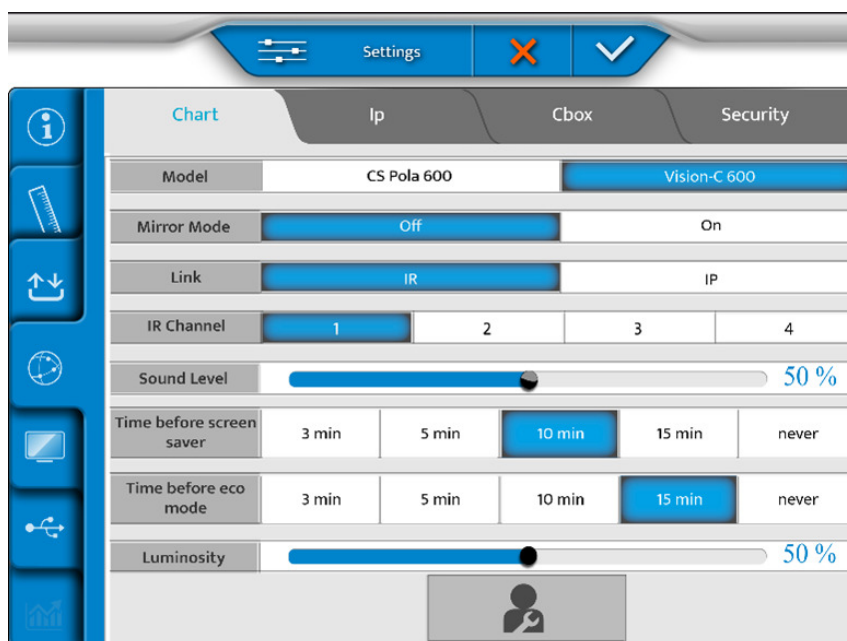 Settings
Chart Ip Cbox Security
Model CS Pola 600 Vision-C 600
Mirror Mode Off On
Link IR IP
IR Channel 1 2 3 4
Sound Level 50 %
Time before screen
saver 3 min 5 min 10 min 15 min never
Time before eco
mode 3 min 5 min 10 min 15 min never
Luminosity 50 %